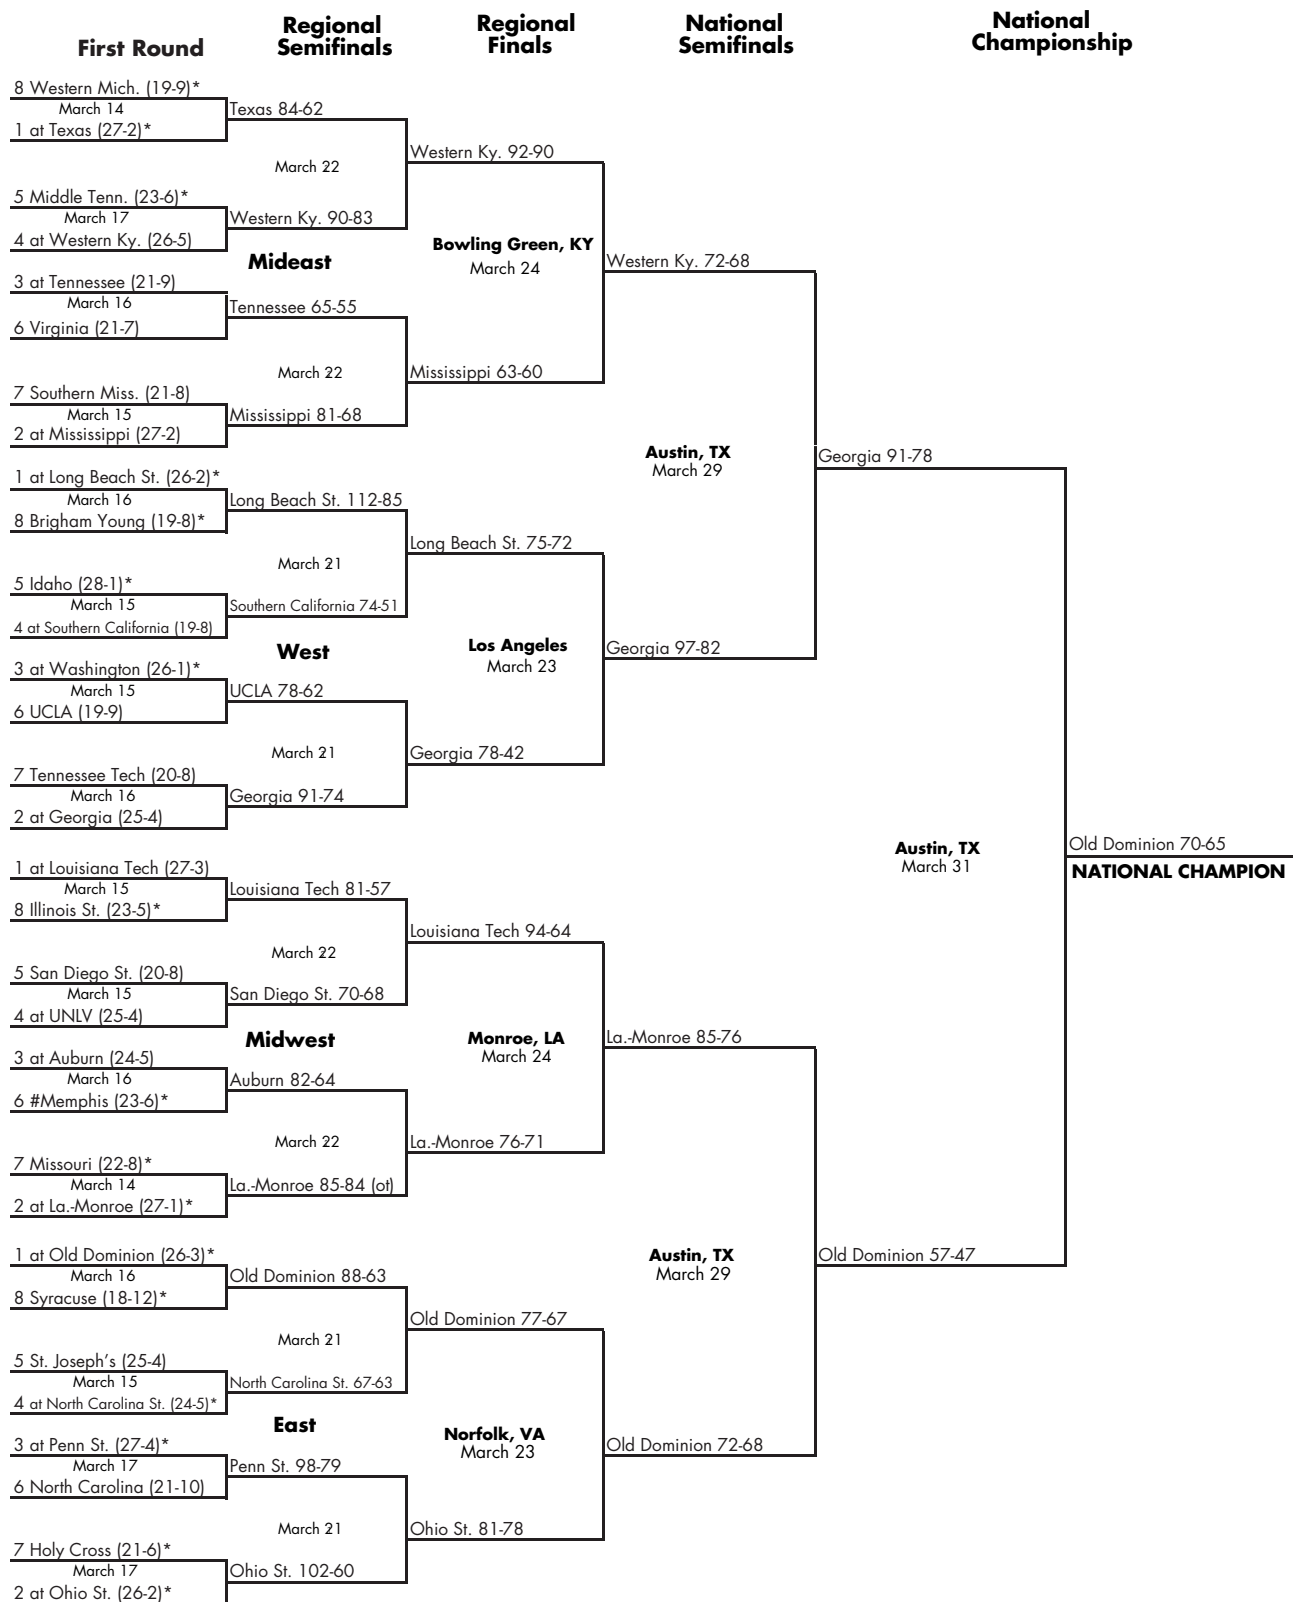 First Round
Regional
Semifinals
Regional
Finals
National
Semifinals
National
Championship
8 Western Mich. (19-9)*
March 14
1 at Texas (27-2)*
Texas 84-62
March 22
Western Ky. 92-90
5 Middle Tenn. (23-6)*
March 17
4 at Western Ky. (26-5)
Western Ky. 90-83
Mideast
Bowling Green, KY
March 24
Western Ky. 72-68
3 at Tennessee (21-9)
March 16
6 Virginia (21-7)
Tennessee 65-55
March 22
Mississippi 63-60
7 Southern Miss. (21-8)
March 15
2 at Mississippi (27-2)
Mississippi 81-68
Austin, TX
March 29
Georgia 91-78
1 at Long Beach St. (26-2)*
March 16
8 Brigham Young (19-8)*
Long Beach St. 112-85
March 21
Long Beach St. 75-72
5 Idaho (28-1)*
March 15
4 at Southern California (19-8)
Southern California 74-51
West
Los Angeles
March 23
Georgia 97-82
3 at Washington (26-1)*
March 15
6 UCLA (19-9)
UCLA 78-62
March 21
Georgia 78-42
7 Tennessee Tech (20-8)
March 16
2 at Georgia (25-4)
Georgia 91-74
Austin, TX
March 31
Old Dominion 70-65
NATIONAL CHAMPION
1 at Louisiana Tech (27-3)
March 15
8 Illinois St. (23-5)*
Louisiana Tech 81-57
March 22
Louisiana Tech 94-64
5 San Diego St. (20-8)
March 15
4 at UNLV (25-4)
San Diego St. 70-68
Midwest
Monroe, LA
March 24
La.-Monroe 85-76
3 at Auburn (24-5)
March 16
6 #Memphis (23-6)*
Auburn 82-64
March 22
La.-Monroe 76-71
7 Missouri (22-8)*
March 14
2 at La.-Monroe (27-1)*
La.-Monroe 85-84 (ot)
Austin, TX
March 29
Old Dominion 57-47
1 at Old Dominion (26-3)*
March 16
8 Syracuse (18-12)*
Old Dominion 88-63
March 21
Old Dominion 77-67
5 St. Joseph's (25-4)
March 15
4 at North Carolina St. (24-5)*
North Carolina St. 67-63
East
Norfolk, VA
March 23
Old Dominion 72-68
3 at Penn St. (27-4)*
March 17
6 North Carolina (21-10)
Penn St. 98-79
March 21
Ohio St. 81-78
7 Holy Cross (21-6)*
March 17
2 at Ohio St. (26-2)*
Ohio St. 102-60